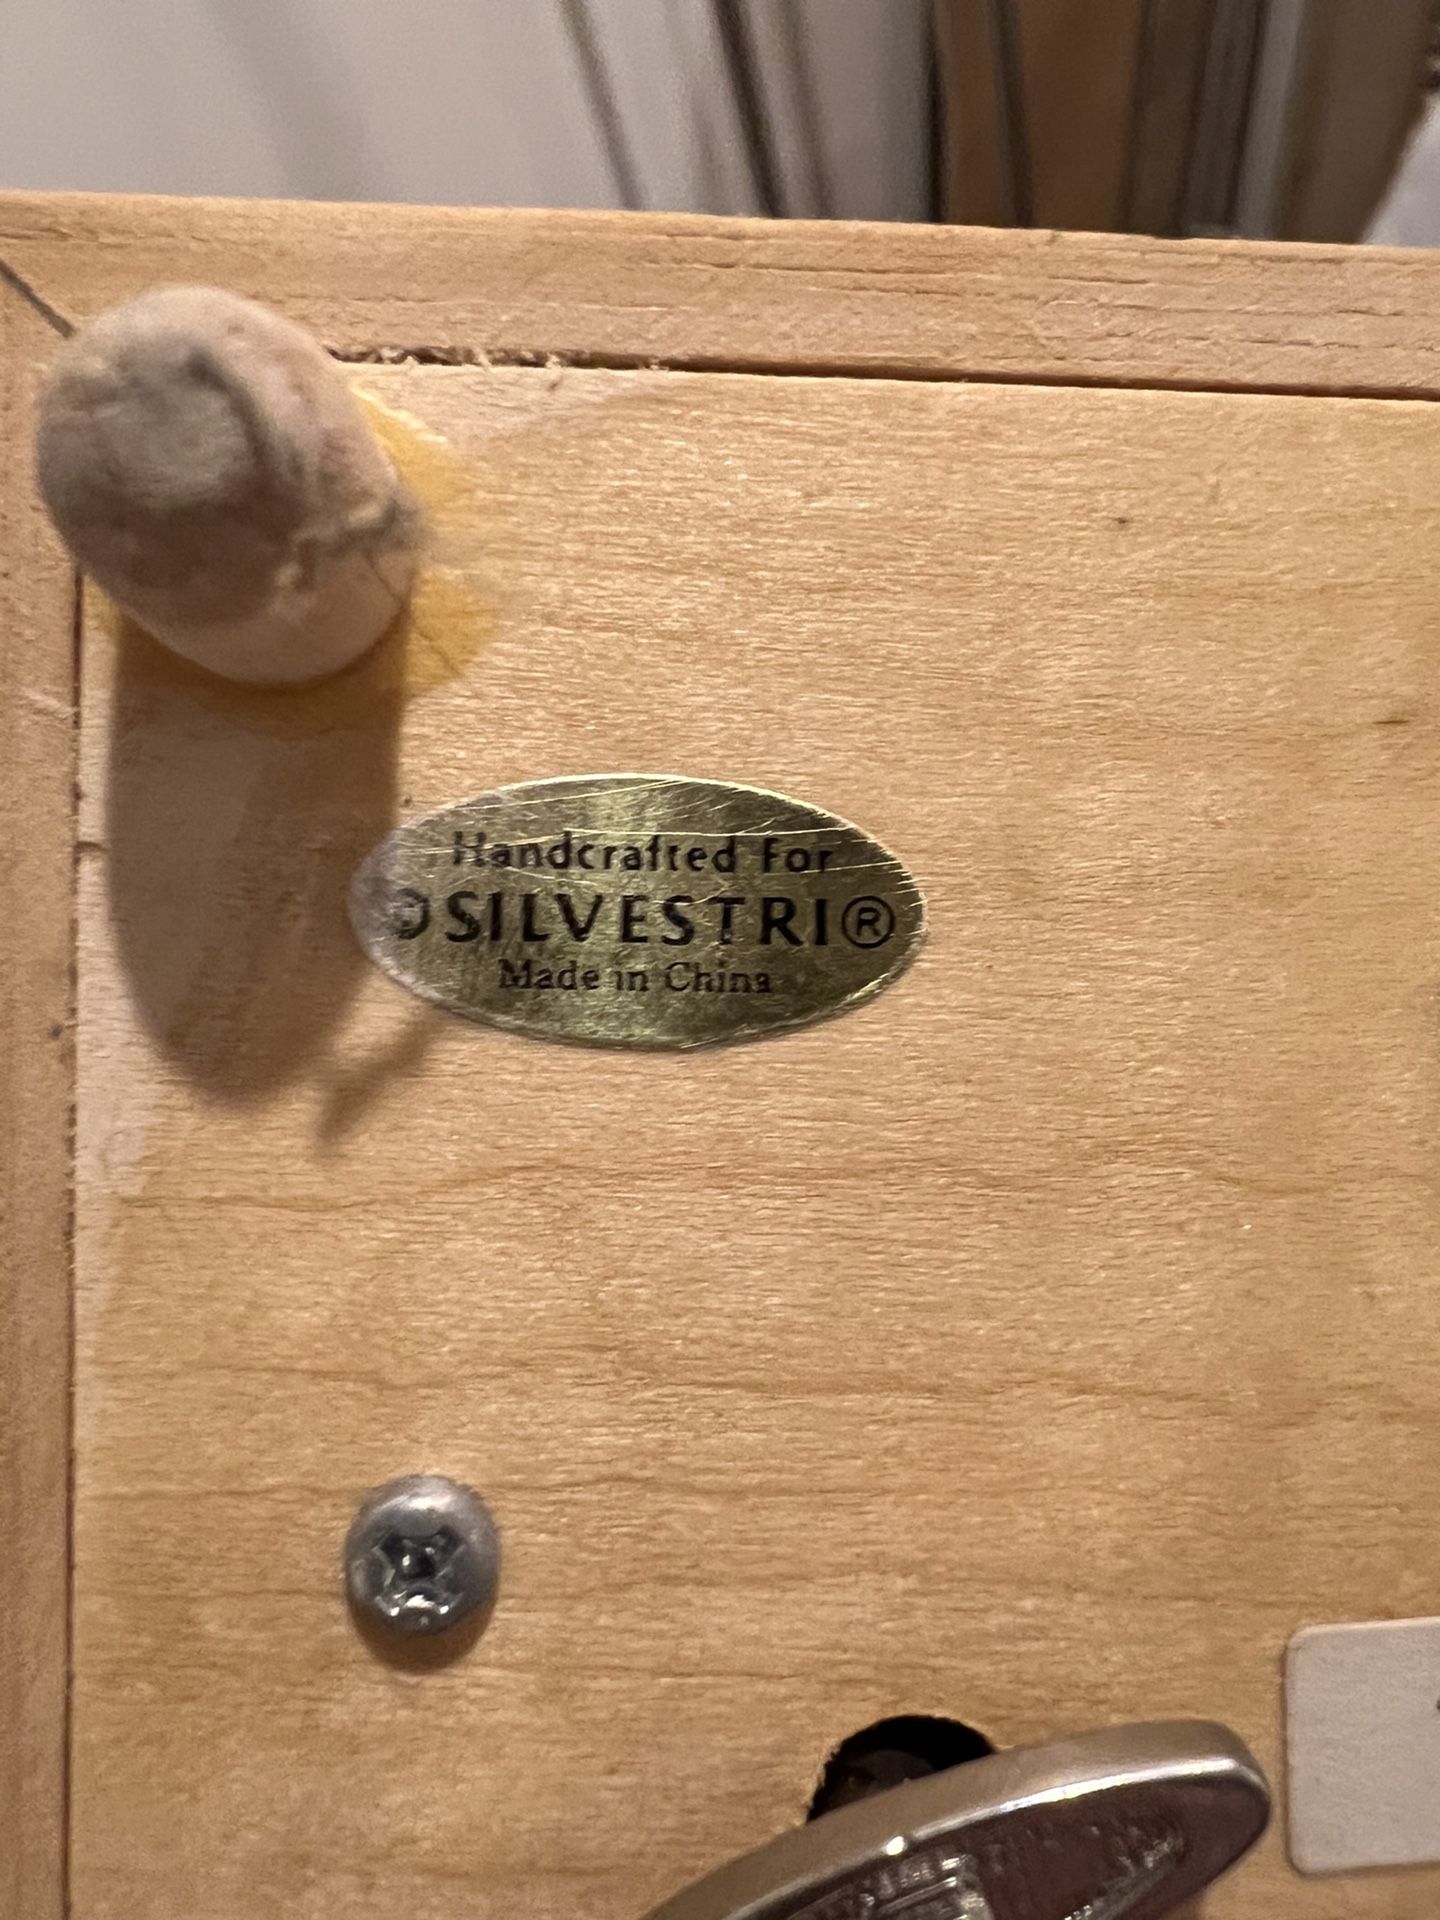 Handcrafted For
©SILVESTRI®
Made in China